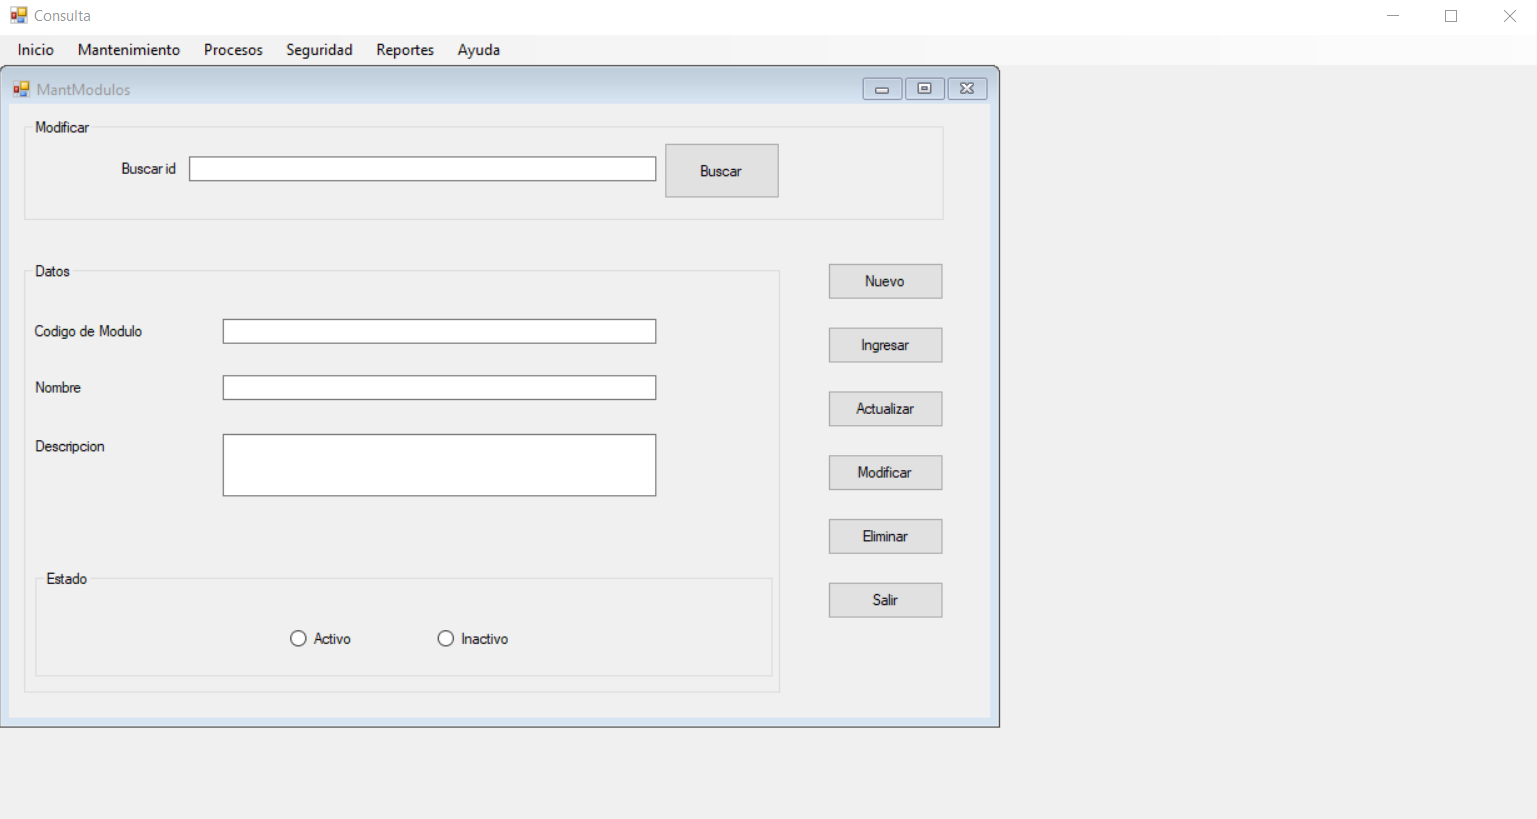 Consulta
Inicio Mantenimiento Procesos Seguridad Reportes Ayuda
MantModulos
Modificar
Buscar id Buscar
Datos
Nuevo
Codigo de Modulo
Ingresar
Nombre
Actualizar
Descripcion
Modificar
Eliminar
Estado
Salir
Activo Inactivo